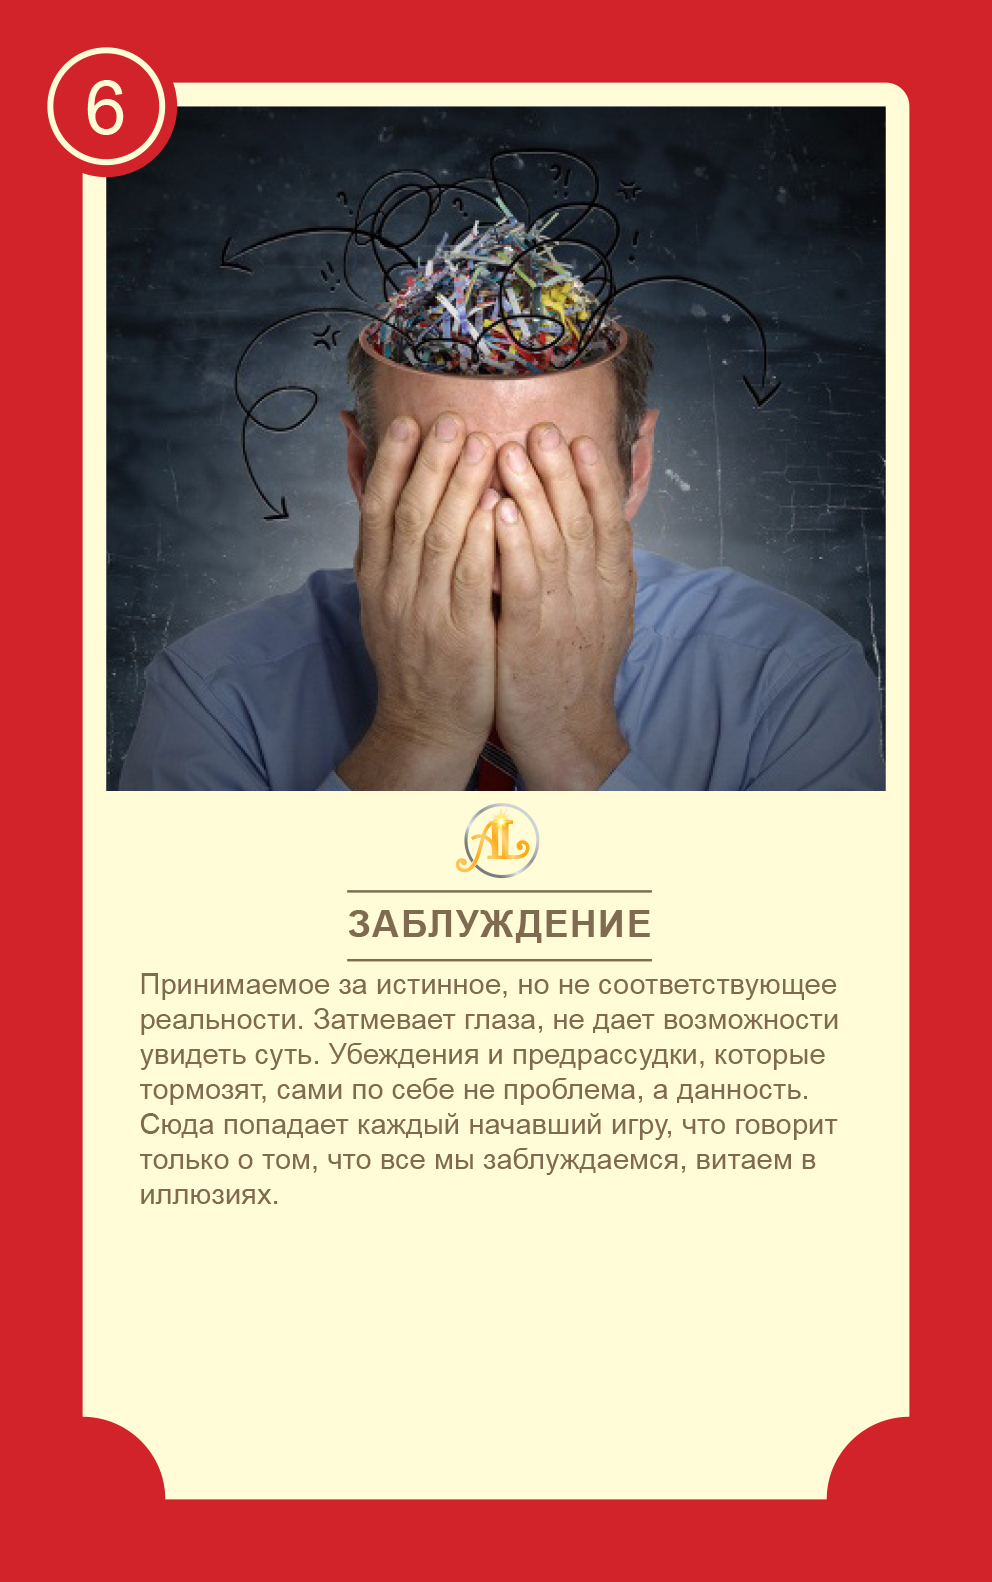 6
?
?
?!
!!
!
AL
ЗАБЛУЖДЕНИЕ
Принимаемое за истинное, но не соответствующее
реальности. Затмевает глаза, не дает возможности
увидеть суть. Убеждения и предрассудки, которые
тормозят, сами по себе не проблема, а данность.
Сюда попадает каждый начавший игру, что говорит
только о том, что все мы заблуждаемся, витаем в
иллюзиях.